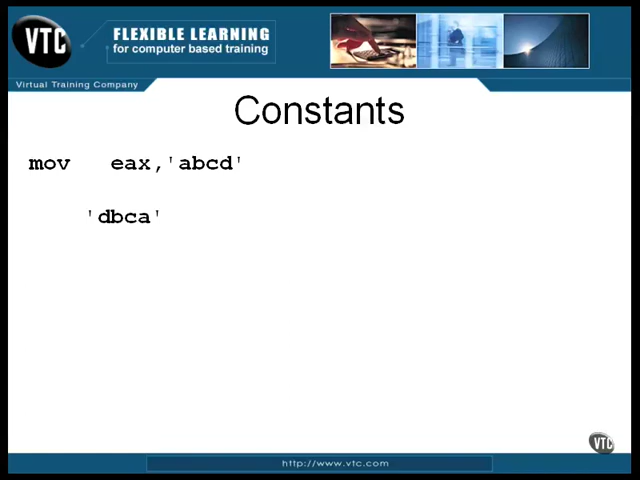 VTC
FLEXIBLE LEARNING
for computer based training
Virtual Training Company
Constants
mov eax,'abcd'
'dbca'
VTC
http://www.vtc.com